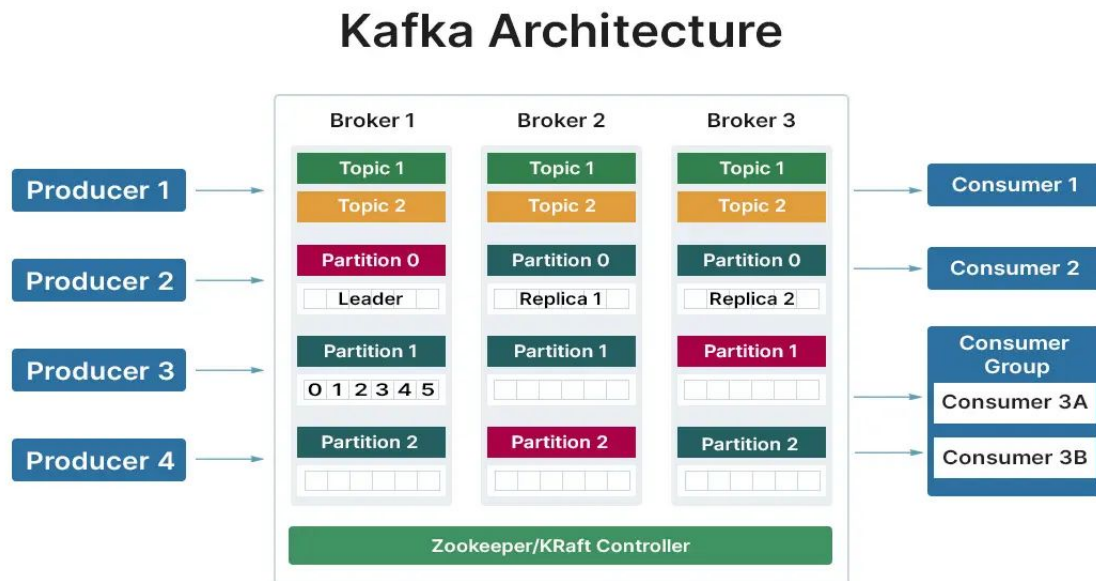 Kafka Architecture
Producer 1
Producer 2
Producer 3
Producer 4
Broker 1
Topic 1
Topic 2
Partition 0
Leader
Partition 1
0 1 2 3 4 5
Partition 2
Broker 2
Topic 1
Topic 2
Partition 0
Replica 1
Partition 1
Partition 2
Broker 3
Topic 1
Topic 2
Partition 0
Replica 2
Partition 1
Partition 2
Zookeeper/KRaft Controller
Consumer 1
Consumer 2
Consumer
Group
Consumer 3A
Consumer 3B